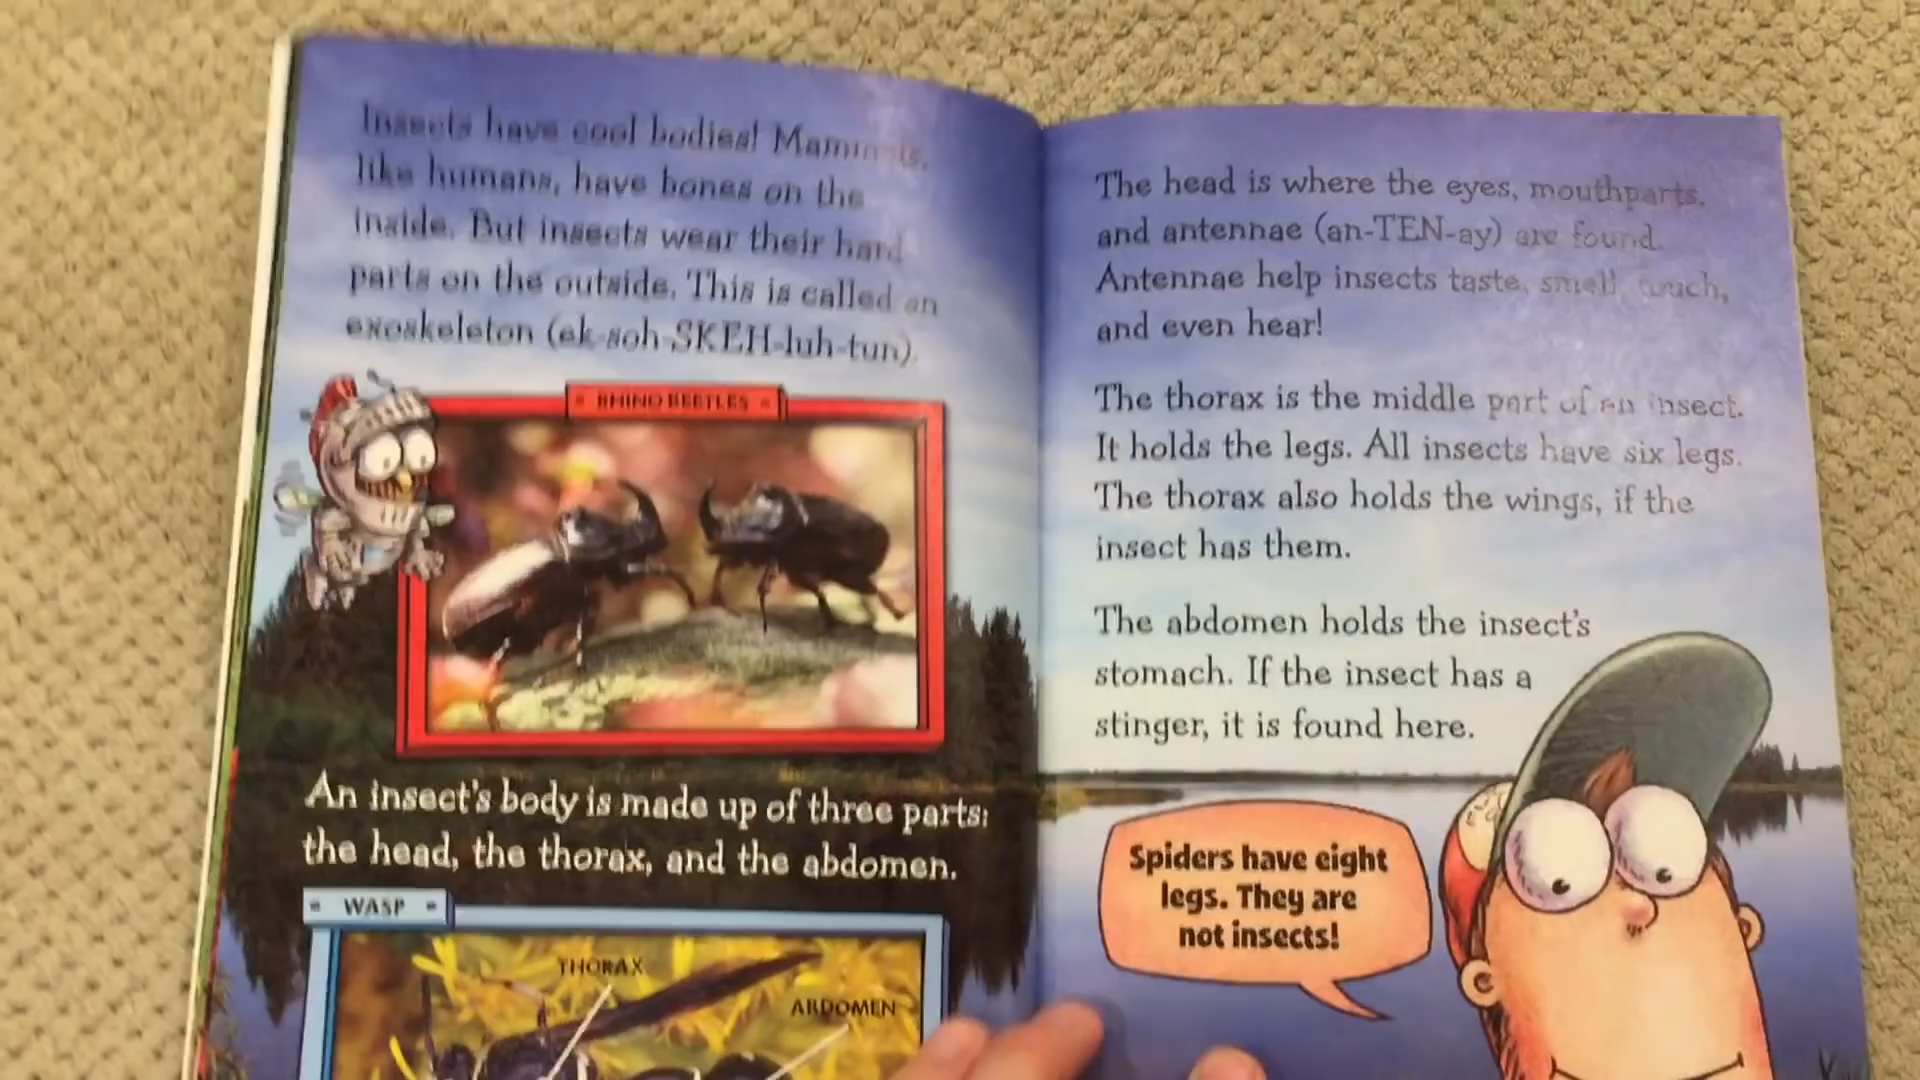 Insects have cool bodies! Mammals,
like humans, have bones on the
inside. But insects wear their hard
parts on the outside. This is called an
exoskeleton (ek-soh-SKEH-luh-tun).
RHINO BEETLES
An insect's body is made up of three parts:
the head, the thorax, and the abdomen.
WASP
THORAX
ABDOMEN
The head is where the eyes, mouthparts,
and antennae (an-TEN-ay) are found.
Antennae help insects taste, smell, touch,
and even hear!
The thorax is the middle part of an insect.
It holds the legs. All insects have six legs.
The thorax also holds the wings, if the
insect has them.
The abdomen holds the insect's
stomach. If the insect has a
stinger, it is found here.
Spiders have eight
legs. They are
not insects!